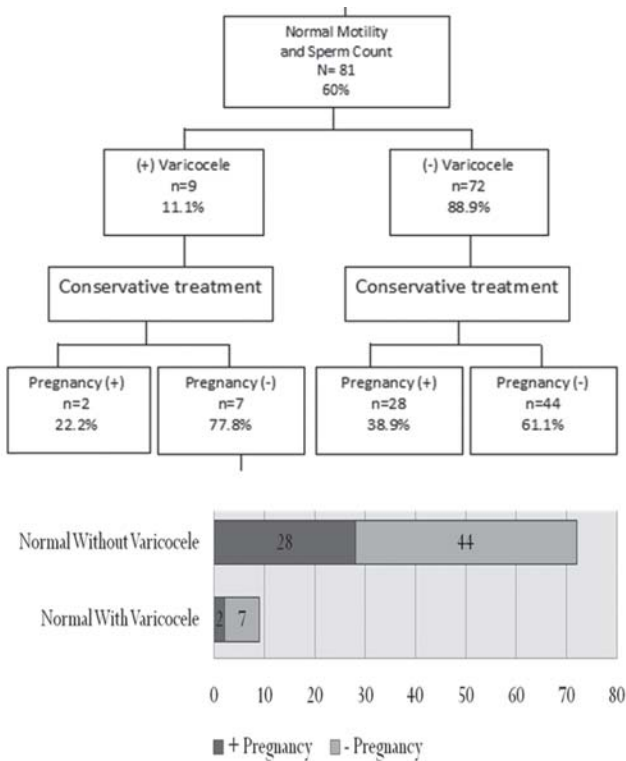 Normal Motility
and Sperm Count
N= 81
60%
(+) Varicocele
n=9
11.1%
(-) Varicocele
n=72
88.9%
Conservative treatment
Conservative treatment
Pregnancy (+)
n=2
22.2%
Pregnancy (-)
n=7
77.8%
Pregnancy (+)
n=28
38.9%
Pregnancy (-)
n=44
61.1%
Normal Without Varicocele
28 44
Normal With Varicocele
2 7
0 10 20 30 40 50 60 70 80
+ Pregnancy - Pregnancy